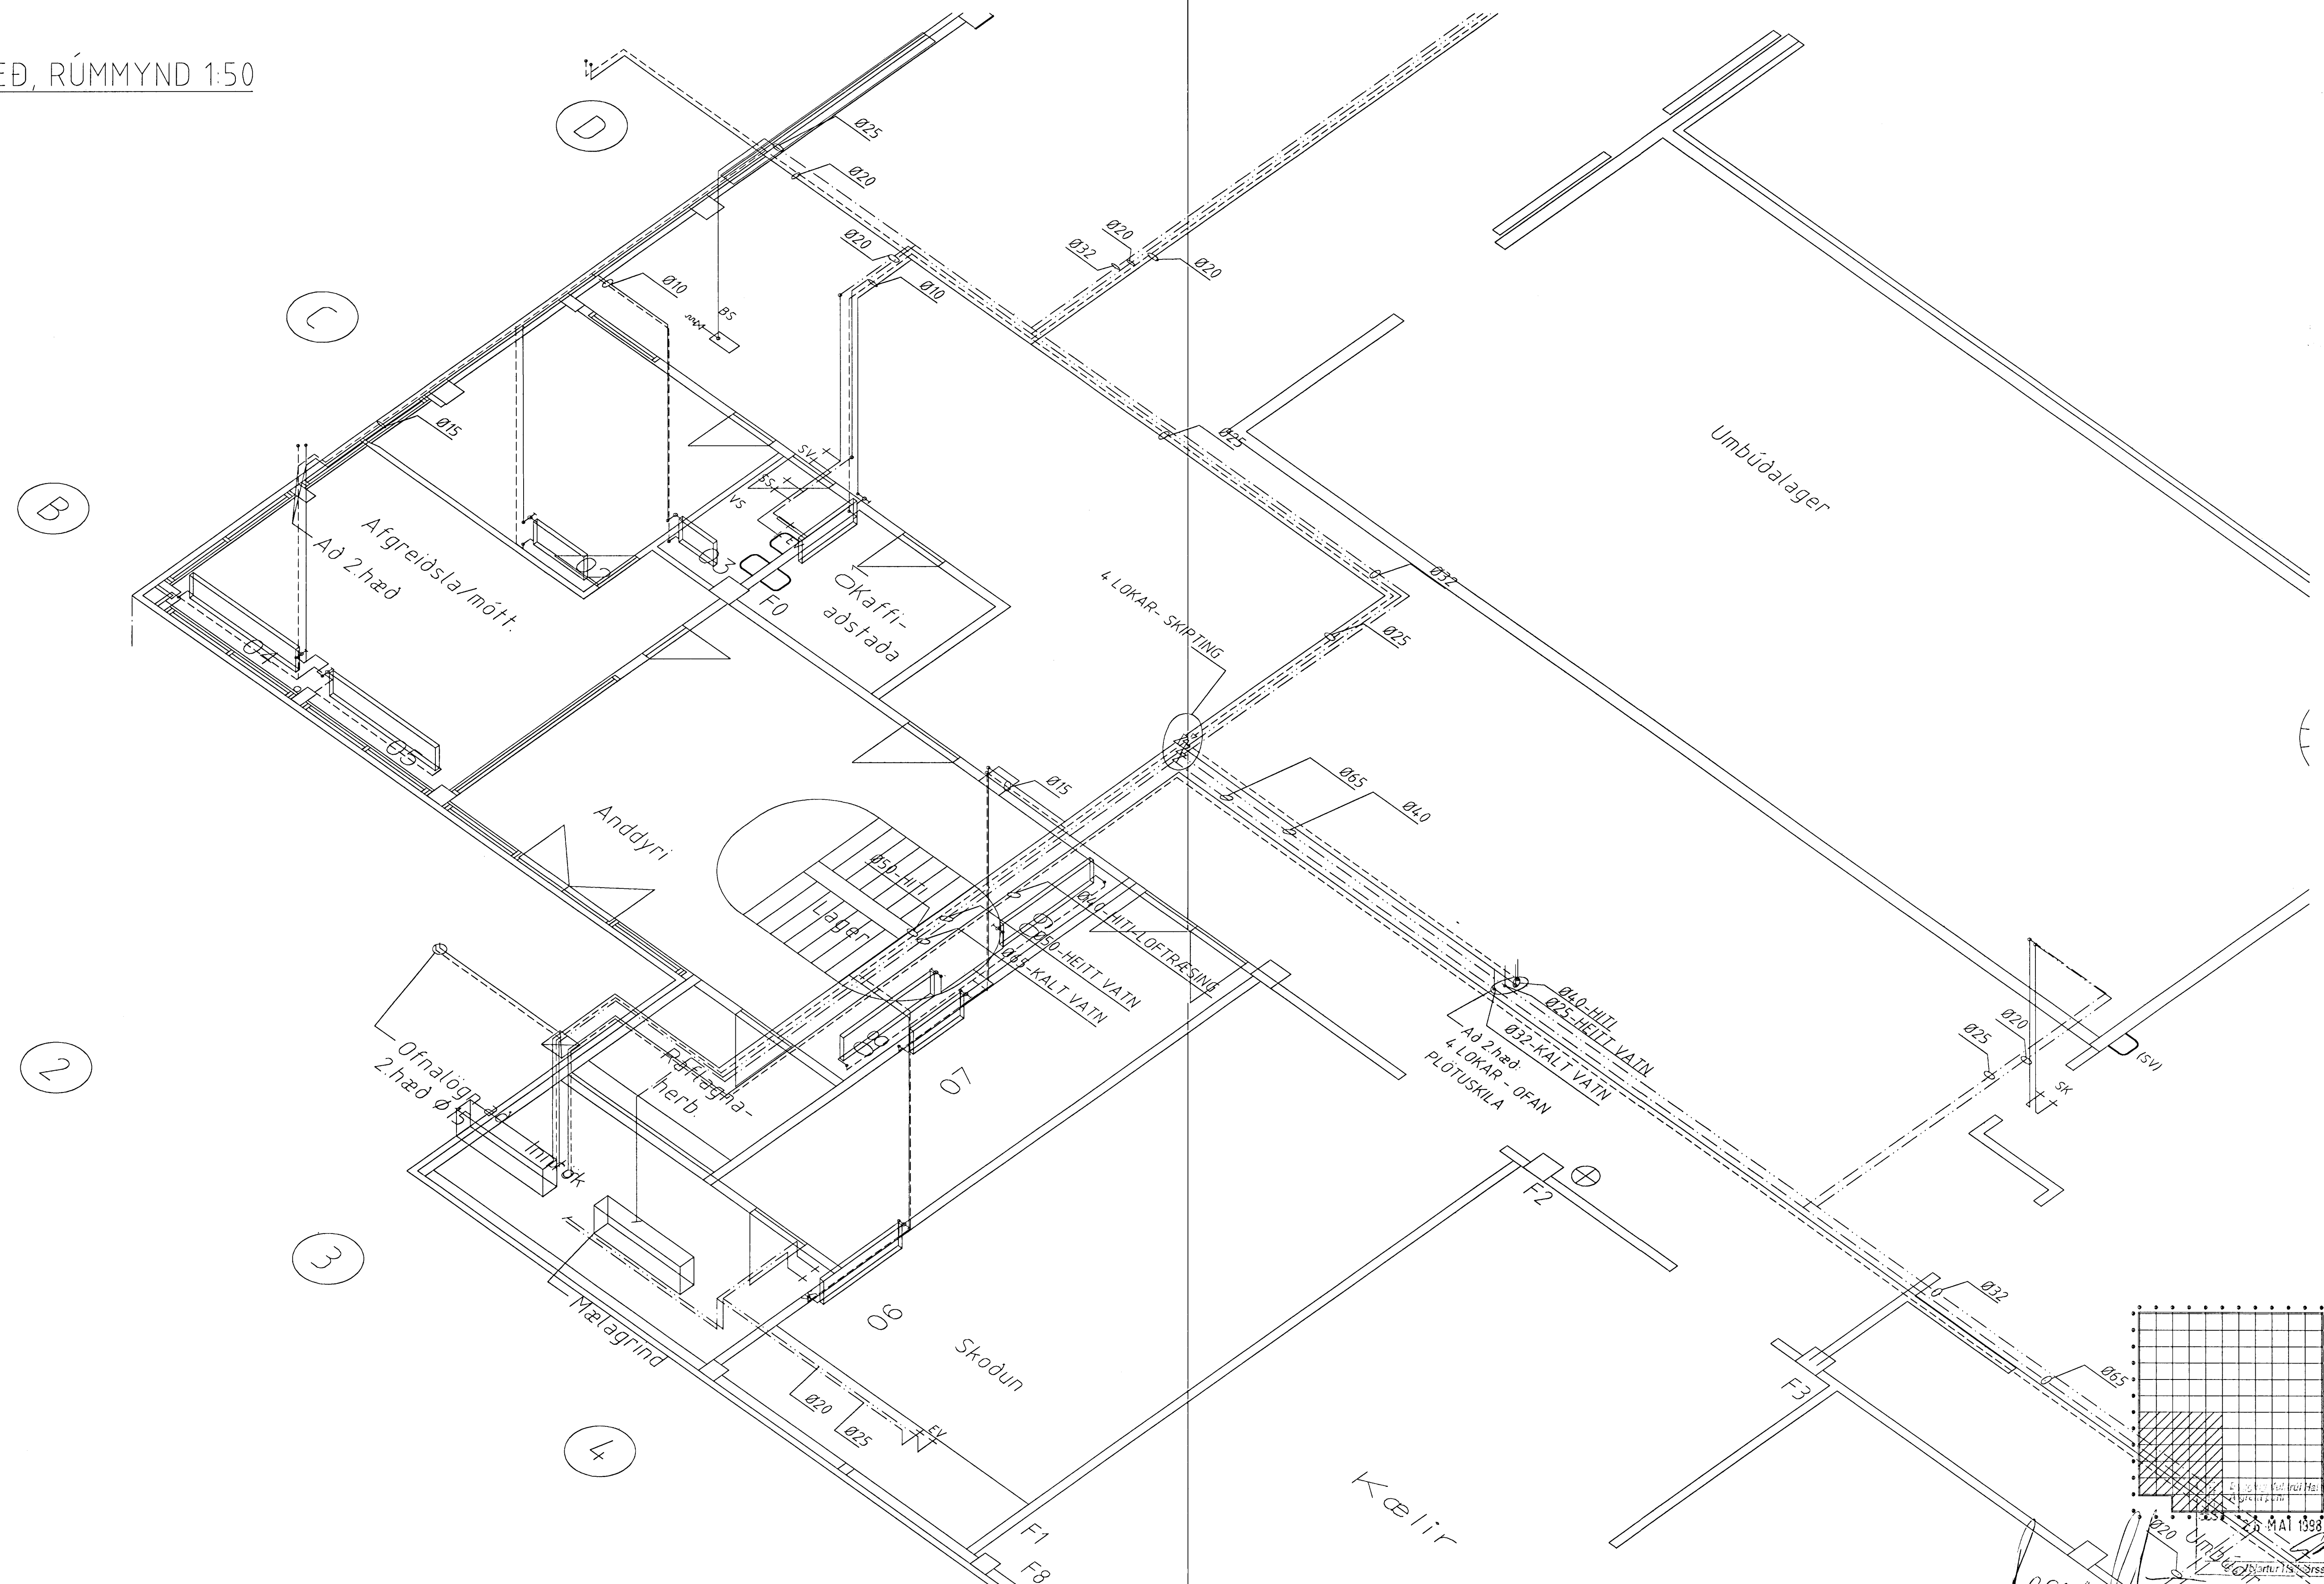 RÚMMYND 1:50
D
Ø25
Ø20
Ø20
Ø10
Ø10
BS
Ø32
Ø20
Ø20
C
Ø15
B
Afgreiðsla/mótt.
Að 2.hæð
SV
SS
VS
E
02
03
F0
01
Kaffi-
aðstaða
04
05
Umbúðalager
Ø25
Ø32
Ø25
4 LOKAR- SKIPTING
Ø15
Ø65
Ø40
Anddyri
Lager
Ø50-HITI
Ø40-HITI-LOFTRÆSING
Ø50-HEITT VATN
Ø65-KALT VATN
09
08
07
06
Ø40-HITI
Ø25-HEITT VATN
Ø32-KALT VATN
Að 2.hæð:
4 LOKAR - OFAN
PLÖTUSKILA
Ø25
Ø20
(SV)
SK
2
Ofnalögn að
2.hæð Ø15
Raflagna-
herb.
Inntök
Mælagrind
3
Skoðun
Ø20
Ø25
EV
4
F1
F8
F2
F3
Kælir
Ø32
Ø65
Ø20
26 MAÍ 1998